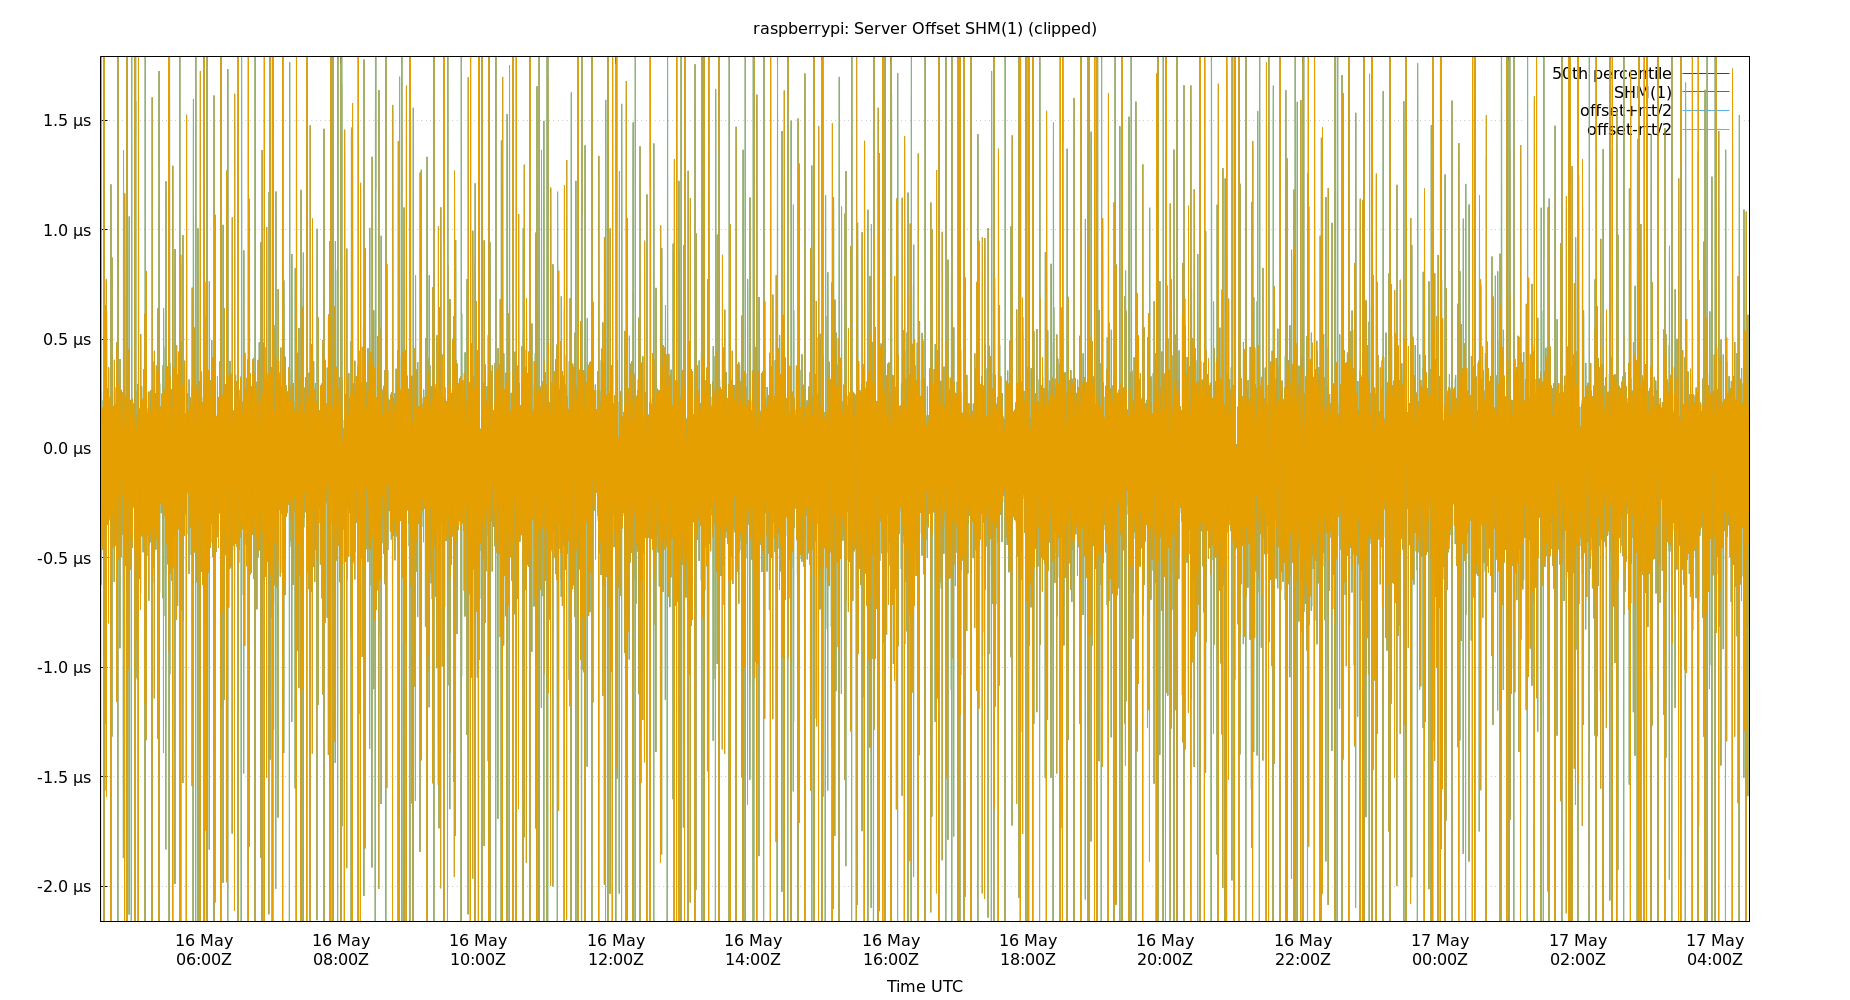 raspberrypi: Server Offset SHM(1) (clipped)
50th percentile
SHM(1)
offset+rtt/2
offset-rtt/2
1.5 µs
1.0 µs
0.5 µs
0.0 µs
-0.5 µs
-1.0 µs
-1.5 µs
-2.0 µs
16 May 16 May 16 May 16 May 16 May 16 May 16 May 16 May 16 May 17 May 17 May 17 May
06:00Z 08:00Z 10:00Z 12:00Z 14:00Z 16:00Z 18:00Z 20:00Z 22:00Z 00:00Z 02:00Z 04:00Z
Time UTC